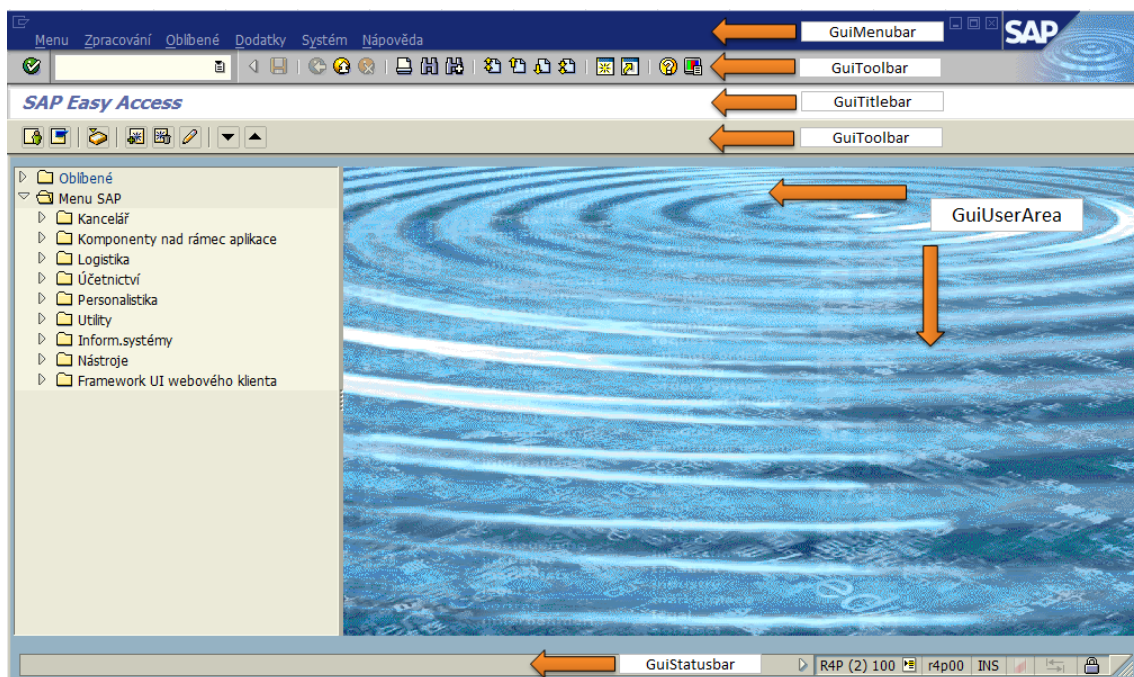 Menu Zpracování Oblíbené Dodatky Systém Nápověda
GuiMenubar
SAP
GuiToolbar
SAP Easy Access
GuiTitlebar
GuiToolbar
Oblíbené
Menu SAP
Kancelář
Komponenty nad rámec aplikace
Logistika
Účetnictví
Personalistika
Utility
Inform.systémy
Nástroje
Framework UI webového klienta
GuiUserArea
GuiStatusbar
R4P (2) 100 r4p00 INS